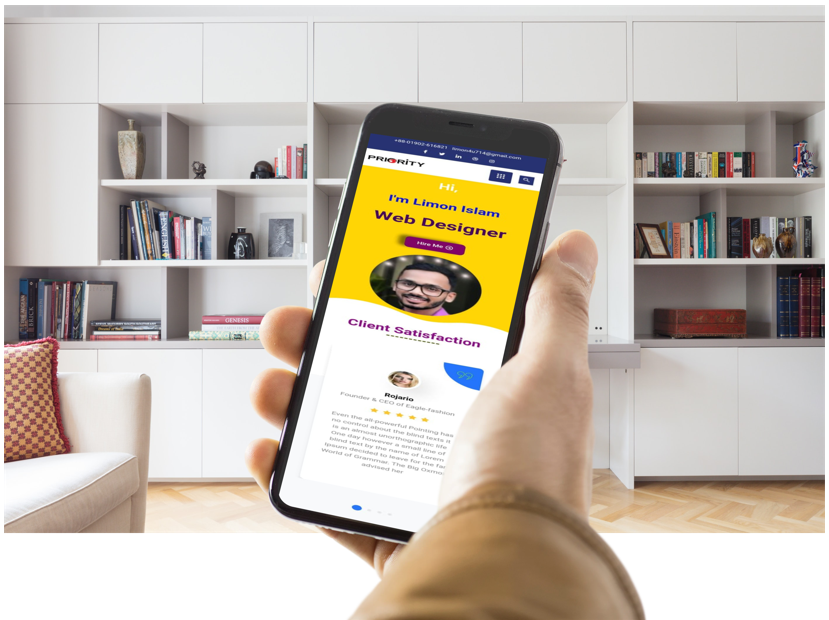 +88-01902-616821 limon4u714@gmail.com
PRIORITY
Hi,
I'm Limon Islam
Web Designer
Hire Me
Client Satisfaction
Rojario
Founder & CEO of Eagle-fashion
Even the all-powerful Pointing has
no control about the blind texts it
is an almost unorthographic life
One day however a small line of
blind text by the name of Lorem
Ipsum decided to leave for the far
World of Grammar. The Big Oxmox
advised her
GENESIS